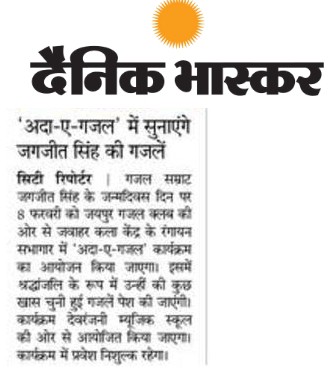 दैनिक भास्कर
'अदा-ए-गजल' में सुनाएंगे
जगजीत सिंह की गजलें
सिटी रिपोर्टर | गजल सम्राट
जगजीत सिंह के जन्मदिवस दिन पर
8 फरवरी को जयपुर गजल क्लब की
ओर से जवाहर कला केंद्र के रंगायन
सभागार में 'अदा-ए-गजल' कार्यक्रम
का आयोजन किया जाएगा। इसमें
श्रद्धांजलि के रूप में उन्हीं की कुछ
खास चुनी हुई गजलें पेश की जाएंगी।
कार्यक्रम देवरंजनी म्यूजिक स्कूल
की ओर से आयोजित किया जाएगा।
कार्यक्रम में प्रवेश निशुल्क रहेगा।